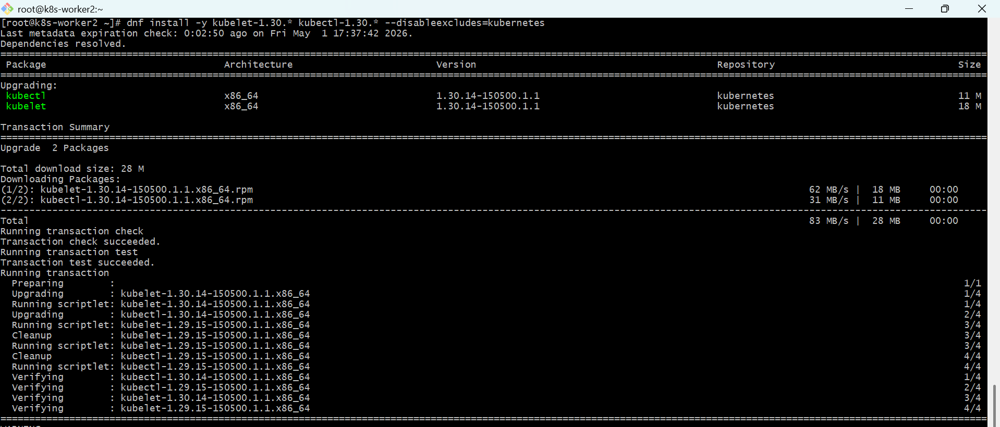 root@k8s-worker2:~
[root@k8s-worker2 ~]# dnf install -y kubelet-1.30.* kubectl-1.30.* --disableexcludes=kubernetes
Last metadata expiration check: 0:02:50 ago on Fri May  1 17:37:42 2026.
Dependencies resolved.
Package Architecture Version Repository Size
Upgrading:
kubectl x86_64 1.30.14-150500.1.1 kubernetes 11 M
kubelet x86_64 1.30.14-150500.1.1 kubernetes 18 M
Transaction Summary
Upgrade  2 Packages
Total download size: 28 M
Downloading Packages:
(1/2): kubelet-1.30.14-150500.1.1.x86_64.rpm 62 MB/s |  18 MB     00:00
(2/2): kubectl-1.30.14-150500.1.1.x86_64.rpm 31 MB/s |  11 MB     00:00
Total 83 MB/s |  28 MB     00:00
Running transaction check
Transaction check succeeded.
Running transaction test
Transaction test succeeded.
Running transaction
Preparing        : 1/1
Upgrading        : kubelet-1.30.14-150500.1.1.x86_64 1/4
Running scriptlet: kubelet-1.30.14-150500.1.1.x86_64 1/4
Upgrading        : kubectl-1.30.14-150500.1.1.x86_64 2/4
Running scriptlet: kubelet-1.29.15-150500.1.1.x86_64 3/4
Cleanup          : kubelet-1.29.15-150500.1.1.x86_64 3/4
Running scriptlet: kubelet-1.29.15-150500.1.1.x86_64 3/4
Cleanup          : kubectl-1.29.15-150500.1.1.x86_64 4/4
Running scriptlet: kubectl-1.29.15-150500.1.1.x86_64 4/4
Verifying        : kubectl-1.30.14-150500.1.1.x86_64 1/4
Verifying        : kubectl-1.29.15-150500.1.1.x86_64 2/4
Verifying        : kubelet-1.30.14-150500.1.1.x86_64 3/4
Verifying        : kubelet-1.29.15-150500.1.1.x86_64 4/4